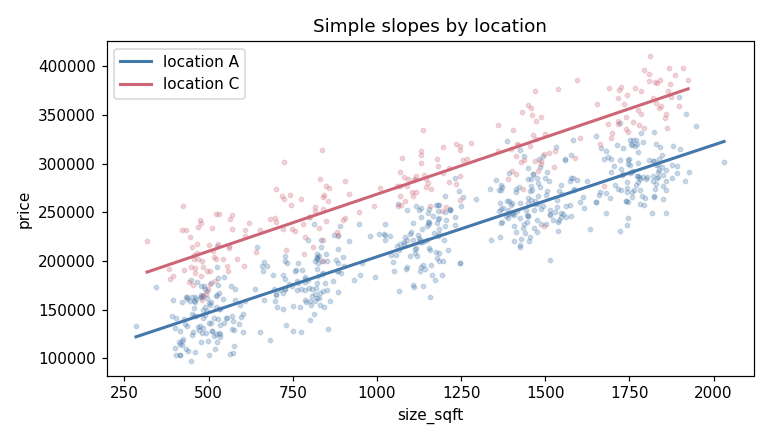 Simple slopes by location
location A
location C
400000
350000
300000
250000
200000
150000
100000
price
250 500 750 1000 1250 1500 1750 2000
size_sqft